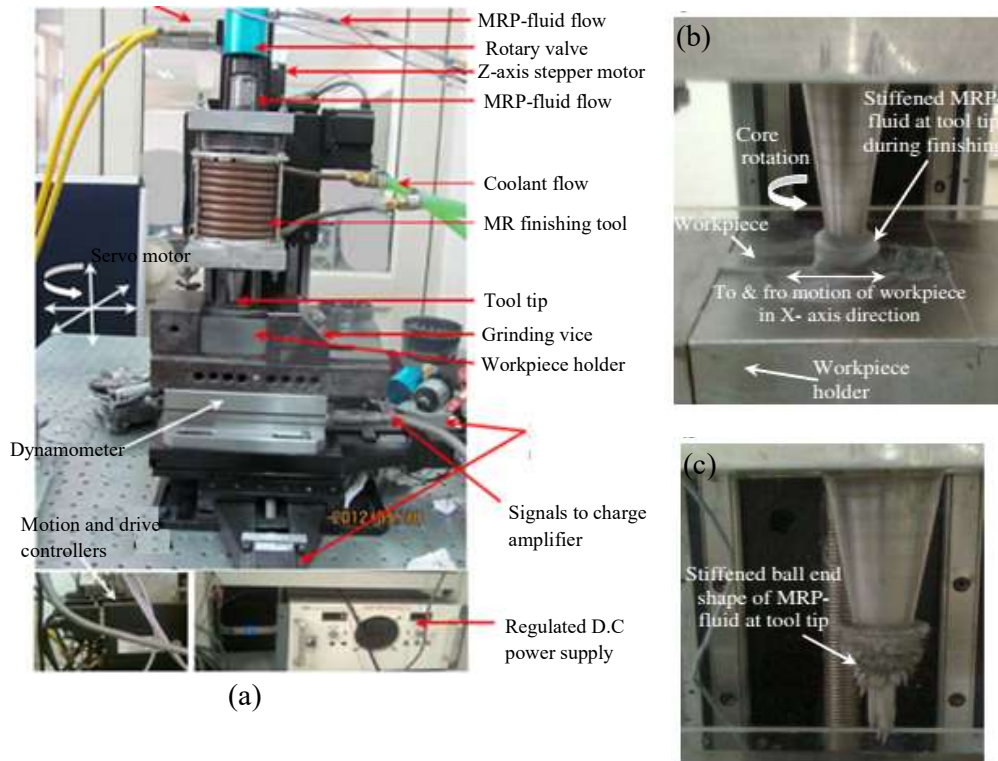 MRP-fluid flow
Rotary valve
Z-axis stepper motor
MRP-fluid flow
Coolant flow
MR finishing tool
Servo motor
Tool tip
Grinding vice
Workpiece holder
Dynamometer
Signals to charge
amplifier
Motion and drive
controllers
Regulated D.C
power supply
(a)
(b)
Stiffened MRP-
fluid at tool tip
during finishing
Core
rotation
Workpiece
To & fro motion of workpiece
in X- axis direction
Workpiece
holder
(c)
Stiffened ball end
shape of MRP-
fluid at tool tip